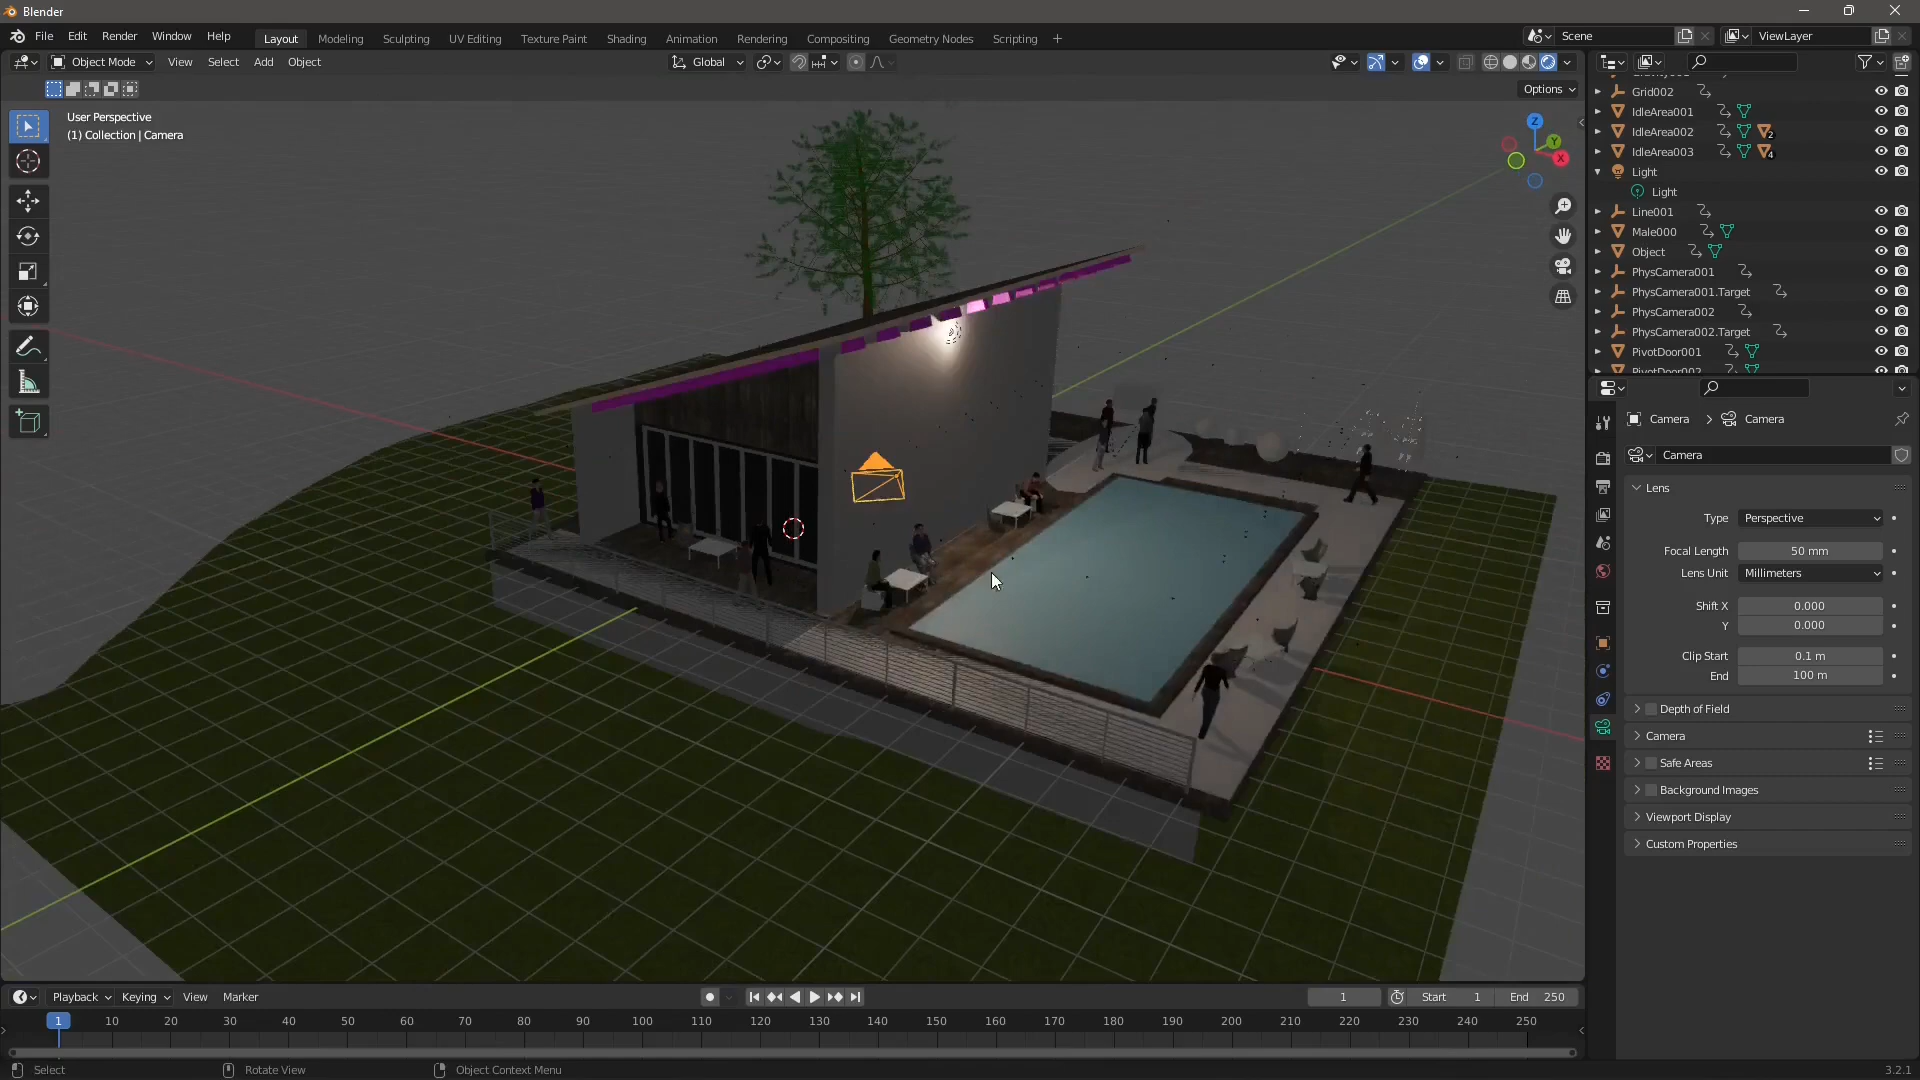 Blender
File Edit Render Window Help
Layout Modeling Sculpting UV Editing Texture Paint Shading Animation Rendering Compositing Geometry Nodes Scripting +
Scene
ViewLayer
Object Mode View Select Add Object
Global
Options
User Perspective
(1) Collection | Camera
Z
Y
X
Grid002
IdleArea001
IdleArea002 2
IdleArea003 4
Light
Light
Line001
Male000
Object
PhysCamera001
PhysCamera001.Target
PhysCamera002
PhysCamera002.Target
PivotDoor001
PivotDoor002
Camera > Camera
Camera
Lens
Type Perspective
Focal Length 50 mm
Lens Unit Millimeters
Shift X 0.000
Y 0.000
Clip Start 0.1 m
End 100 m
Depth of Field
Camera
Safe Areas
Background Images
Viewport Display
Custom Properties
Playback Keying View Marker
1
Start 1
End 250
1 10 20 30 40 50 60 70 80 90 100 110 120 130 140 150 160 170 180 190 200 210 220 230 240 250
Select
Rotate View
Object Context Menu
3.2.1